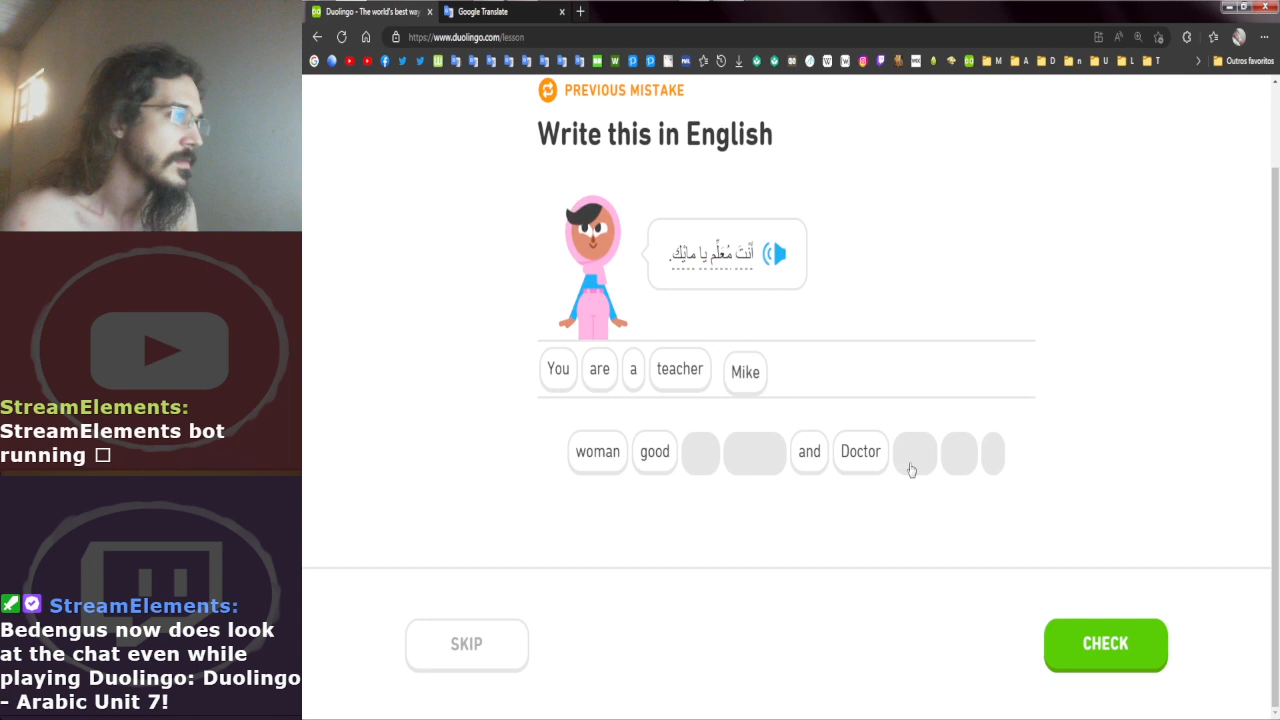 Duolingo - The world's best way
Google Translate
https://www.duolingo.com/lesson
M
A
D
n
U
L
T
Outros favoritos
PREVIOUS MISTAKE
Write this in English
أَنْتَ مُعَلِّم يا مايْك.
You are a teacher Mike
woman good and Doctor
SKIP
CHECK
StreamElements:
StreamElements bot
running □
StreamElements:
Bedengus now does look
at the chat even while
playing Duolingo: Duolingo
- Arabic Unit 7!